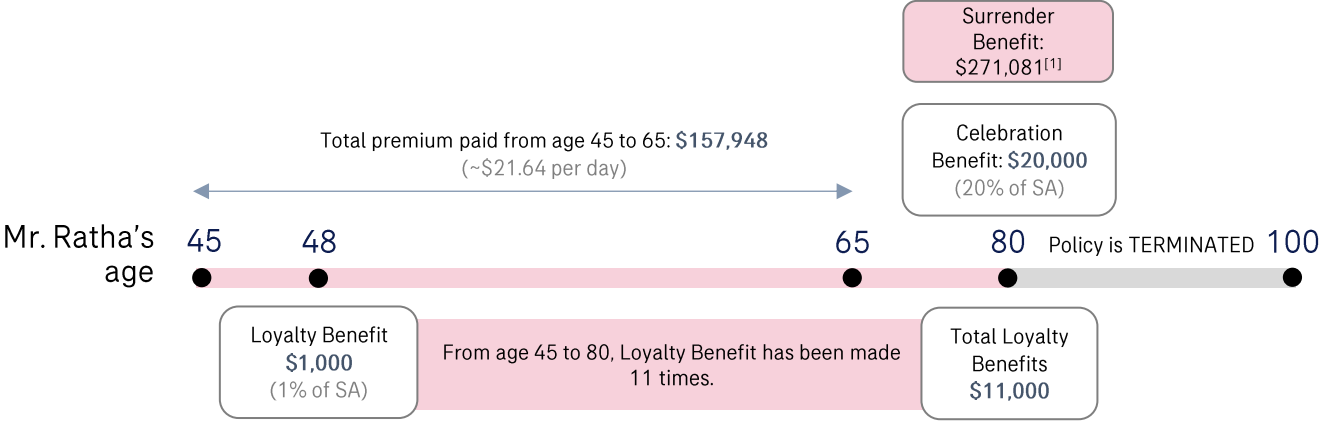 Surrender
Benefit:
$271,081[1]
Total premium paid from age 45 to 65: $157,948
(~$21.64 per day)
Celebration
Benefit: $20,000
(20% of SA)
Mr. Ratha's
age
45
48
65
80
Policy is TERMINATED
100
Loyalty Benefit
$1,000
(1% of SA)
From age 45 to 80, Loyalty Benefit has been made
11 times.
Total Loyalty
Benefits
$11,000